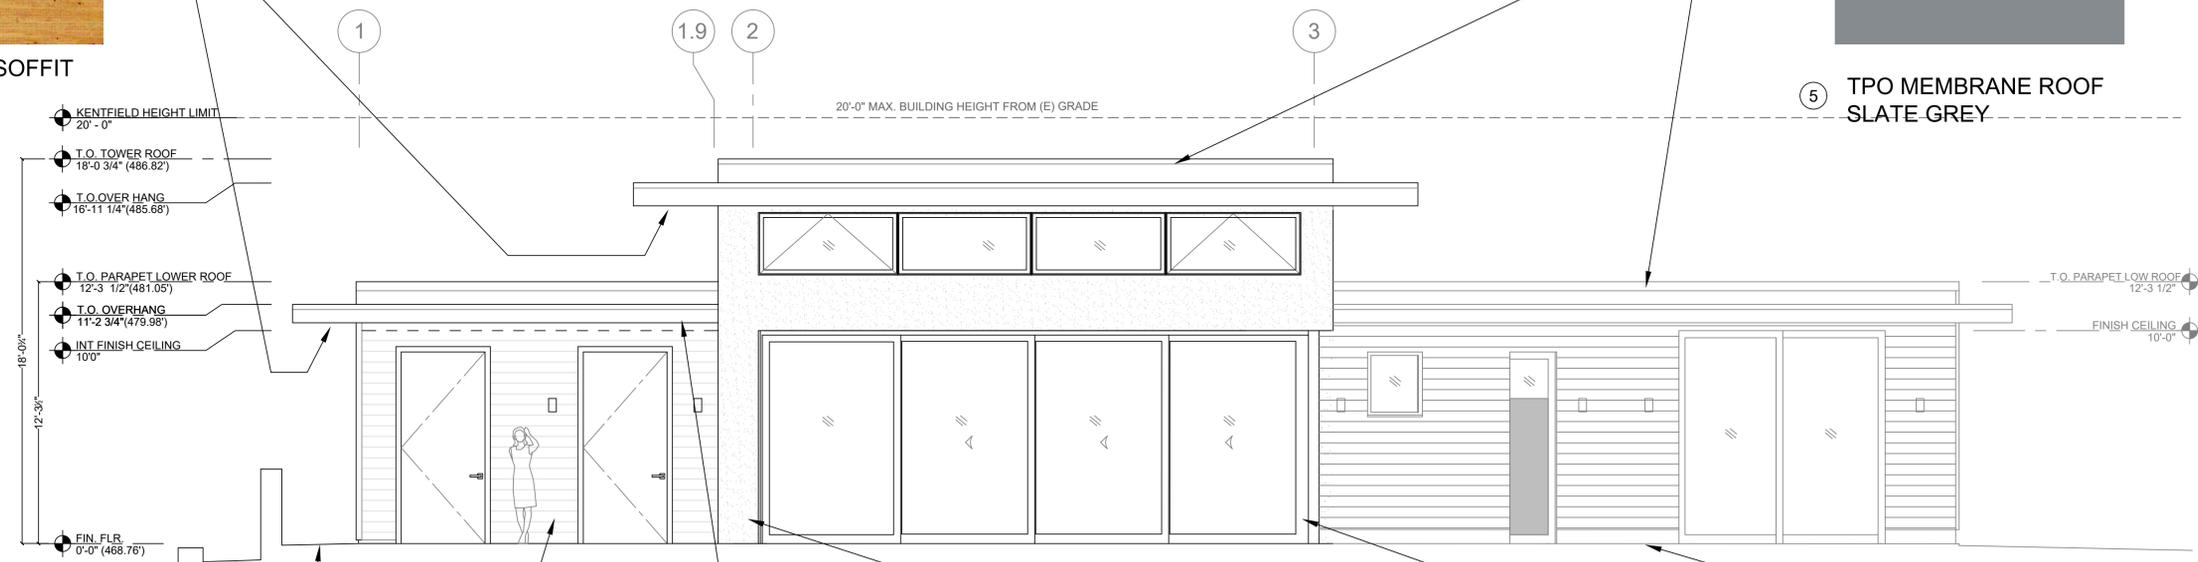 1
1.9
2
3
SOFFIT
5
TPO MEMBRANE ROOF
SLATE GREY
20'-0" MAX. BUILDING HEIGHT FROM (E) GRADE
KENTFIELD HEIGHT LIMIT
20' - 0"
T.O. TOWER ROOF
18'-0 3/4" (486.82')
T.O.OVER HANG
16'-11 1/4"(485.68')
T.O. PARAPET LOWER ROOF
12'-3 1/2"(481.05')
T.O. OVERHANG
11'-2 3/4"(479.98')
INT FINISH CEILING
10'0"
FIN. FLR.
0'-0" (468.76')
18'-0¾"
12'-3½"
T.O. PARAPET LOW ROOF
12'-3 1/2"
FINISH CEILING
10'-0"